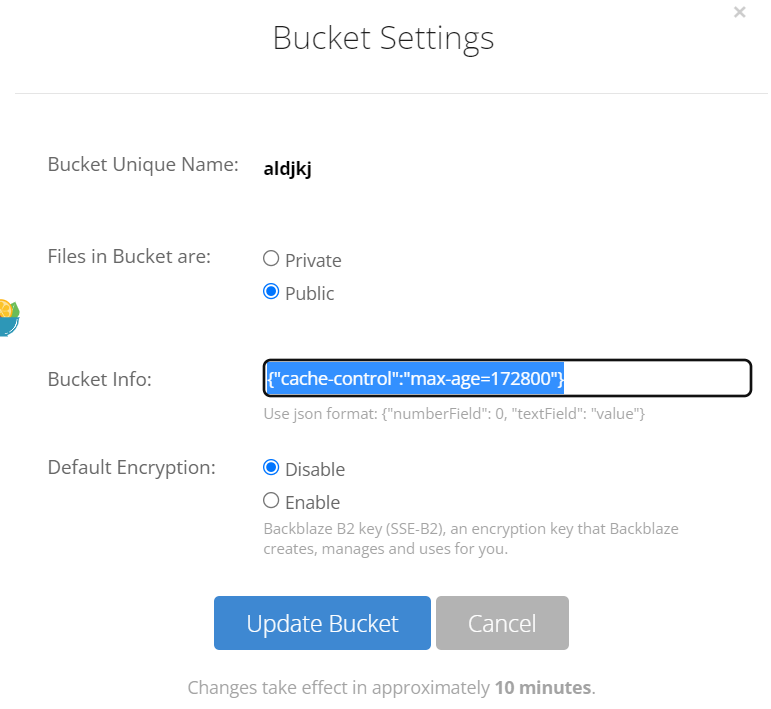 ×
Bucket Settings
Bucket Unique Name: aldjkj
Files in Bucket are: Private
Public
Bucket Info: {"cache-control":"max-age=172800"}
Use json format: {"numberField": 0, "textField": "value"}
Default Encryption: Disable
Enable
Backblaze B2 key (SSE-B2), an encryption key that Backblaze
creates, manages and uses for you.
Update Bucket Cancel
Changes take effect in approximately 10 minutes.